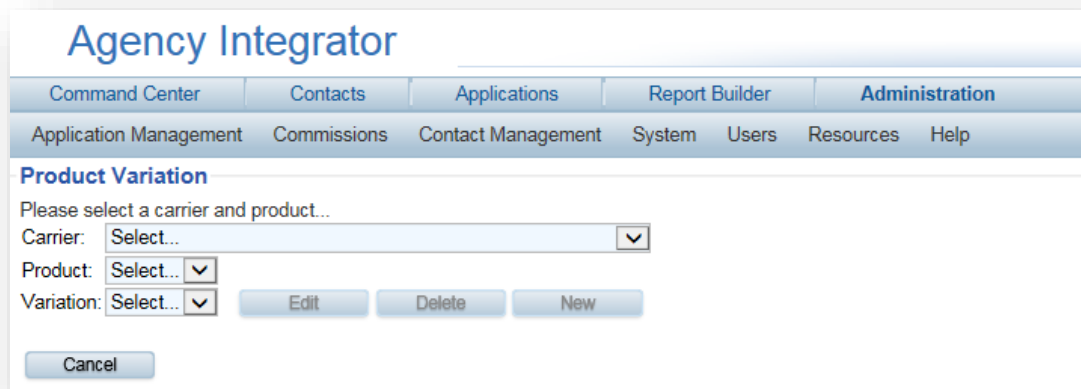 Agency Integrator
Command Center Contacts Applications Report Builder Administration
Application Management Commissions Contact Management System Users Resources Help
Product Variation
Please select a carrier and product...
Carrier: Select...
Product: Select...
Variation: Select... Edit Delete New
Cancel